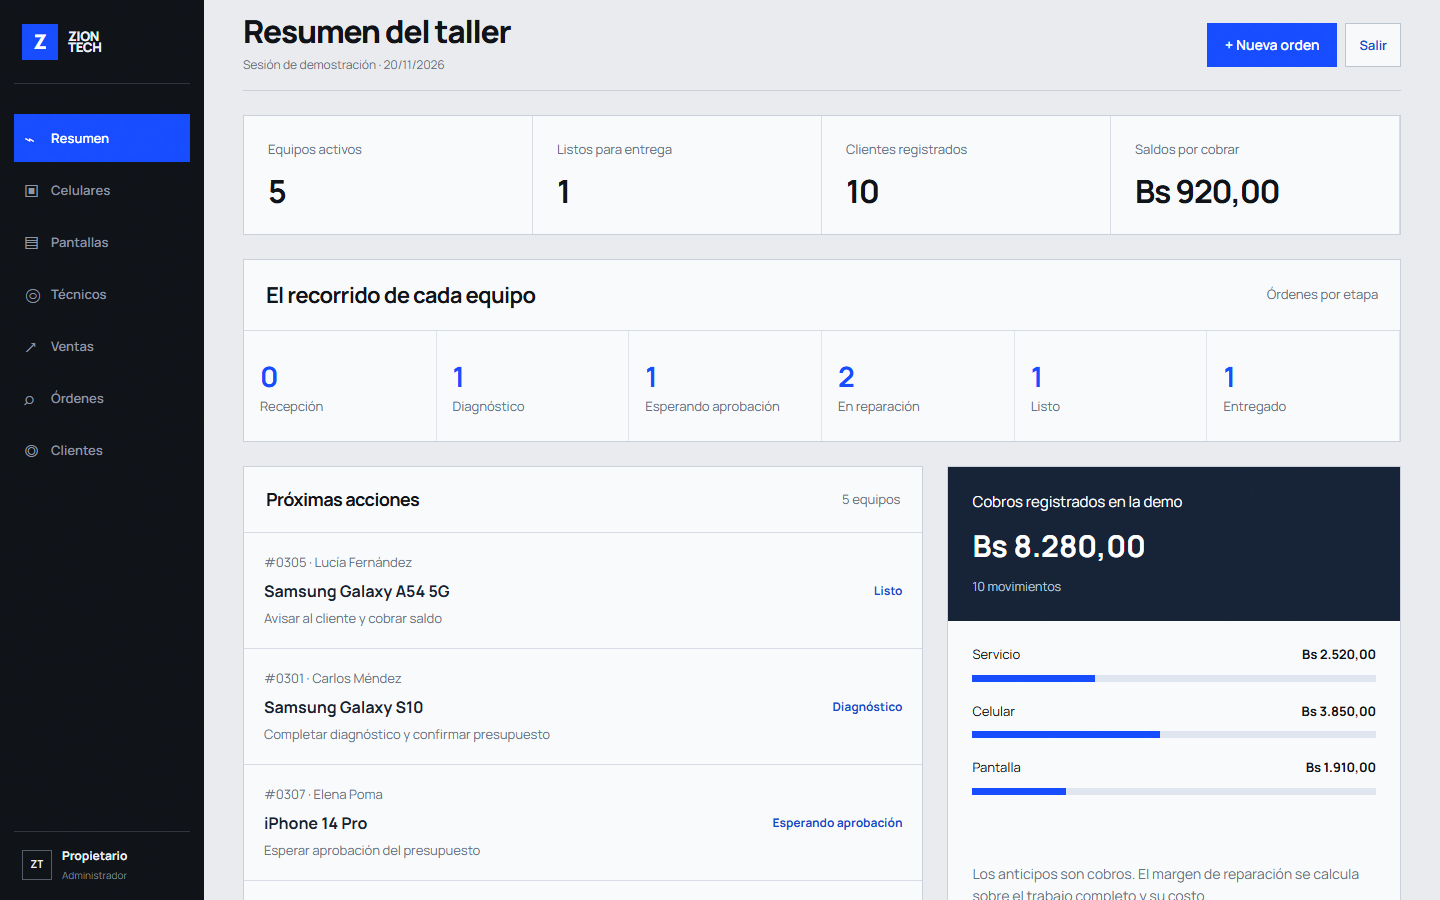 Z
ZION
TECH
Resumen
Celulares
Pantallas
Técnicos
Ventas
Órdenes
Clientes
ZT
Propietario
Administrador
Resumen del taller
Sesión de demostración · 20/11/2026
+ Nueva orden
Salir
Equipos activos
5
Listos para entrega
1
Clientes registrados
10
Saldos por cobrar
Bs 920,00
El recorrido de cada equipo
Órdenes por etapa
0
Recepción
1
Diagnóstico
1
Esperando aprobación
2
En reparación
1
Listo
1
Entregado
Próximas acciones
5 equipos
#0305 · Lucía Fernández
Samsung Galaxy A54 5G
Listo
Avisar al cliente y cobrar saldo
#0301 · Carlos Méndez
Samsung Galaxy S10
Diagnóstico
Completar diagnóstico y confirmar presupuesto
#0307 · Elena Poma
iPhone 14 Pro
Esperando aprobación
Esperar aprobación del presupuesto
Cobros registrados en la demo
Bs 8.280,00
10 movimientos
Servicio
Bs 2.520,00
Celular
Bs 3.850,00
Pantalla
Bs 1.910,00
Los anticipos son cobros. El margen de reparación se calcula
sobre el trabajo completo y su costo.